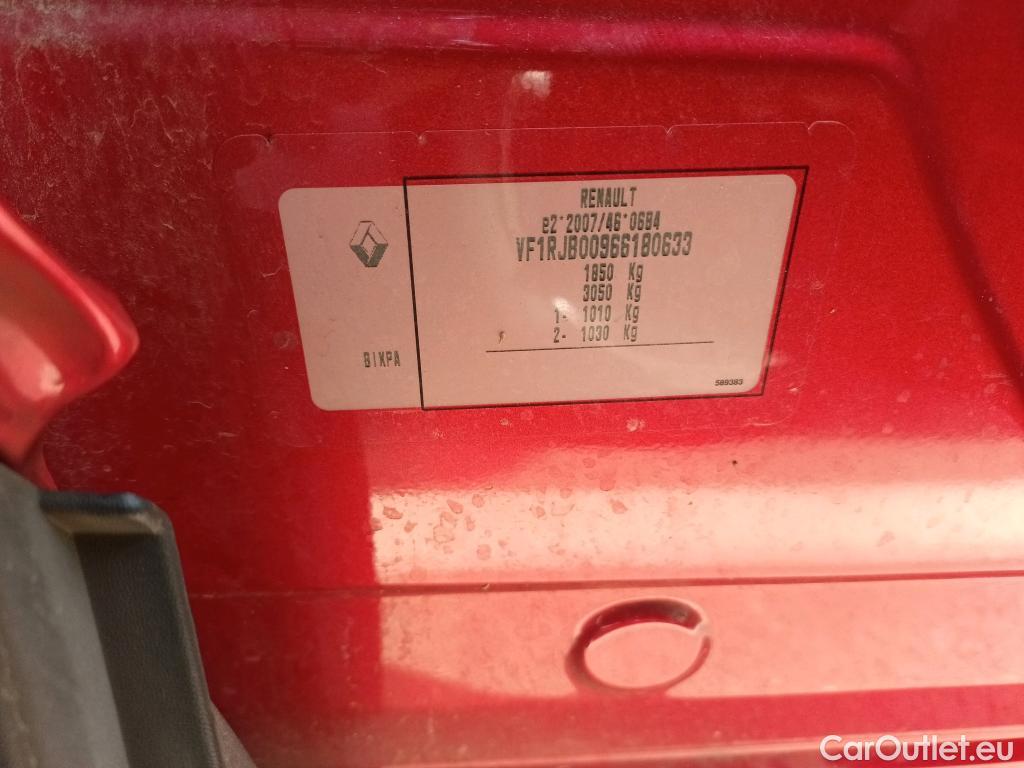 RENAULT
e2*2007/46*0684
VF1RJB00966180633
1850 Kg
3050 Kg
1- 1010 Kg
2- 1030 Kg
BIXPA
589383
CarOutlet.eu